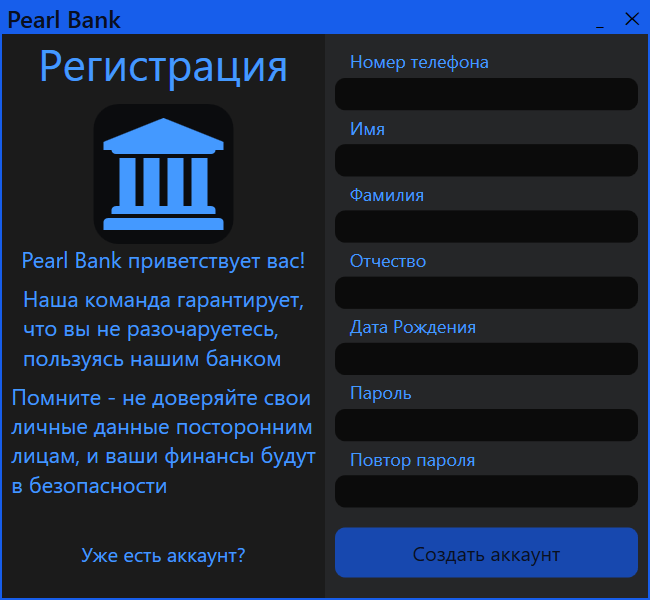 Pearl Bank
Регистрация
Pearl Bank приветствует вас!
Наша команда гарантирует,
что вы не разочаруетесь,
пользуясь нашим банком
Помните - не доверяйте свои
личные данные посторонним
лицам, и ваши финансы будут
в безопасности
Уже есть аккаунт?
Номер телефона
Имя
Фамилия
Отчество
Дата Рождения
Пароль
Повтор пароля
Создать аккаунт